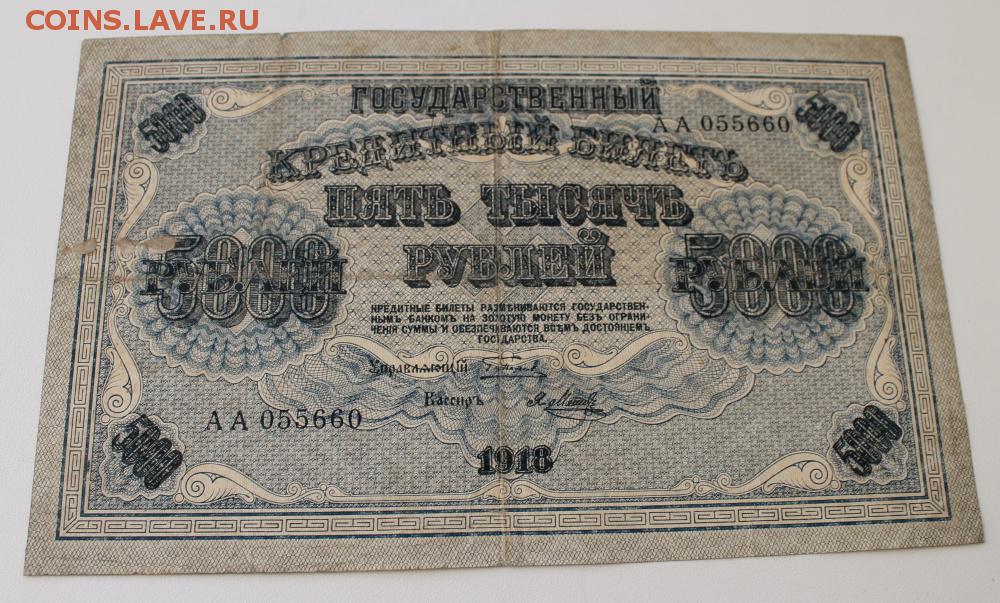 COINS.LAVE.RU
5000
5000
ГОСУДАРСТВЕННЫЙ
АА 055660
КРЕДИТНЫЙ БИЛЕТЪ
ПЯТЬ ТЫСЯЧЪ
РУБЛЕЙ
5000
РУБЛЕЙ
5000
РУБЛЕЙ
КРЕДИТНЫЕ БИЛЕТЫ РАЗМѢНИВАЮТСЯ ГОСУДАРСТВЕН-
НЫМЪ БАНКОМЪ НА ЗОЛОТУЮ МОНЕТУ БЕЗЪ ОГРАНИ-
ЧЕНІЯ СУММЫ И ОБЕЗПЕЧИВАЮТСЯ ВСѢМЪ ДОСТОЯНІЕМЪ
ГОСУДАРСТВА.
Управляющій
Кассиръ
АА 055660
1918
5000
5000